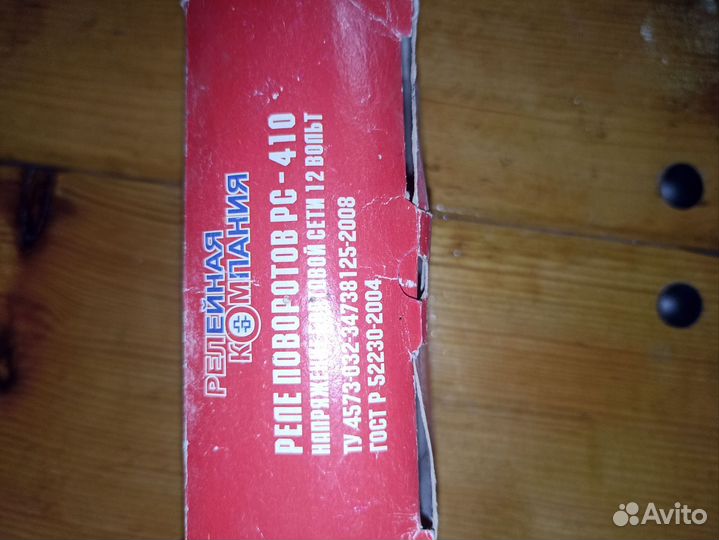 РЕЛЕЙНАЯ
КОМПАНИЯ
РЕЛЕ ПОВОРОТОВ РС-410
НАПРЯЖЕНИЕ БОРТОВОЙ СЕТИ 12 ВОЛЬТ
ТУ 4573-032-34738125-2008
ГОСТ Р 52230-2004
Avito